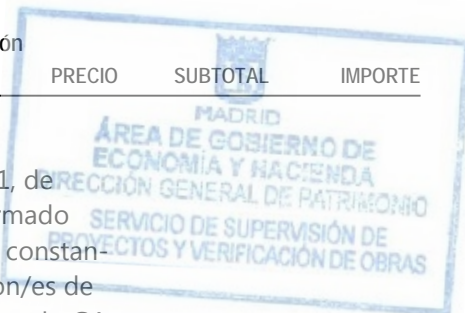 ón
PRECIO SUBTOTAL IMPORTE
MADRID
ÁREA DE GOBIERNO DE
ECONOMÍA Y HACIENDA
1, de
DIRECCIÓN GENERAL DE PATRIMONIO
rmado
SERVICIO DE SUPERVISIÓN DE
constan-
PROYECTOS Y VERIFICACIÓN DE OBRAS
on/es de